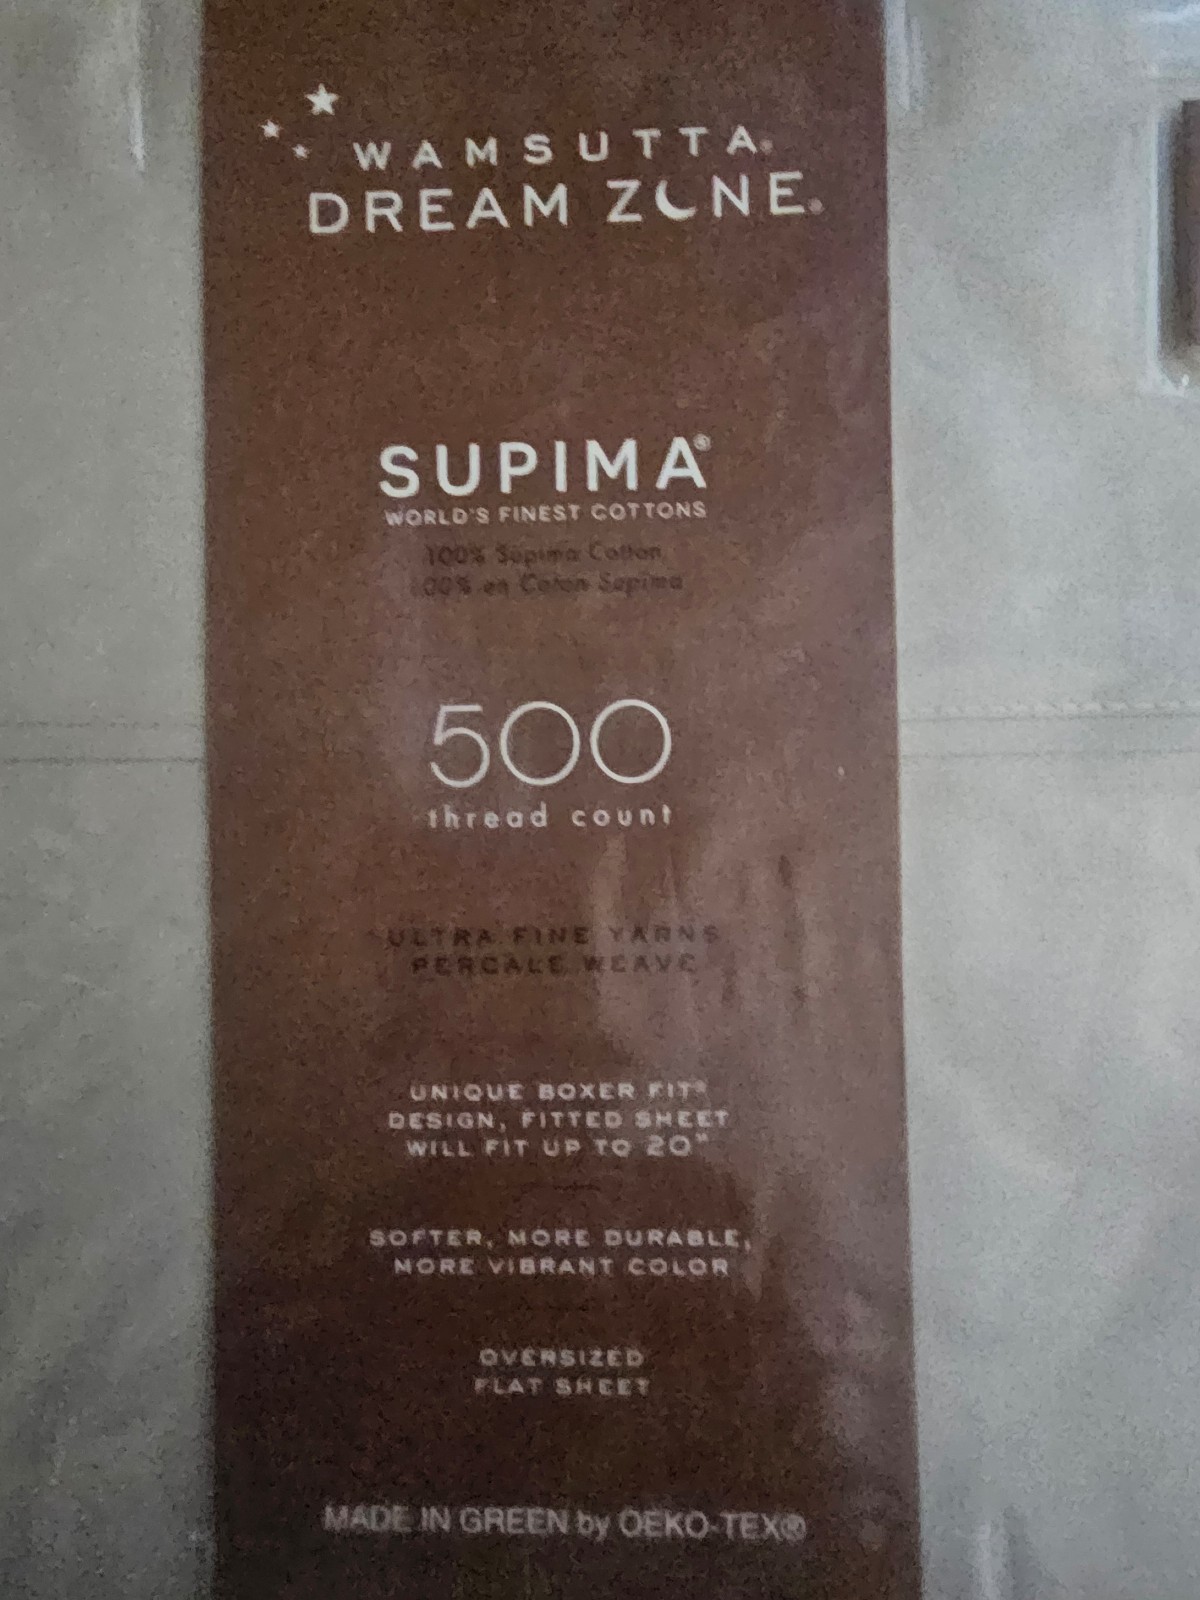 WAMSUTTA®
DREAM ZONE®
SUPIMA®
WORLD'S FINEST COTTONS
100% Supima Cotton
100% en Coton Supima
500
thread count
ULTRA FINE YARNS
PERCALE WEAVE
UNIQUE BOXER FIT®
DESIGN, FITTED SHEET
WILL FIT UP TO 20"
SOFTER, MORE DURABLE,
MORE VIBRANT COLOR
OVERSIZED
FLAT SHEET
MADE IN GREEN by OEKO-TEX®